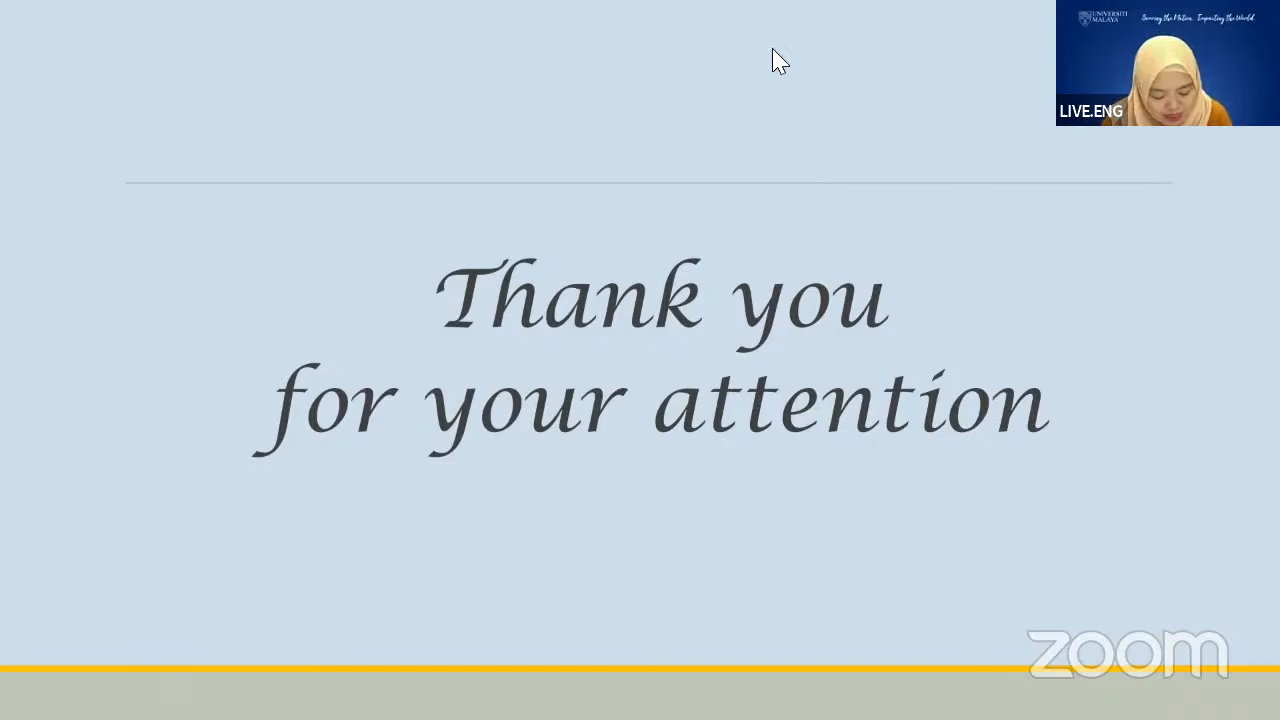 UNIVERSITI
MALAYA
Serving the Nation. Impacting the World.
LIVE.ENG
Thank you
for your attention
zoom